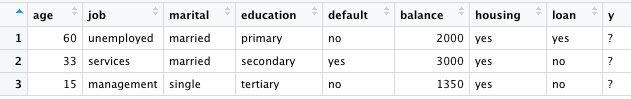 age job marital education default balance housing loan y
1 60 unemployed married primary no 2000 yes yes ?
2 33 services married secondary yes 3000 yes no ?
3 15 management single tertiary no 1350 yes no ?